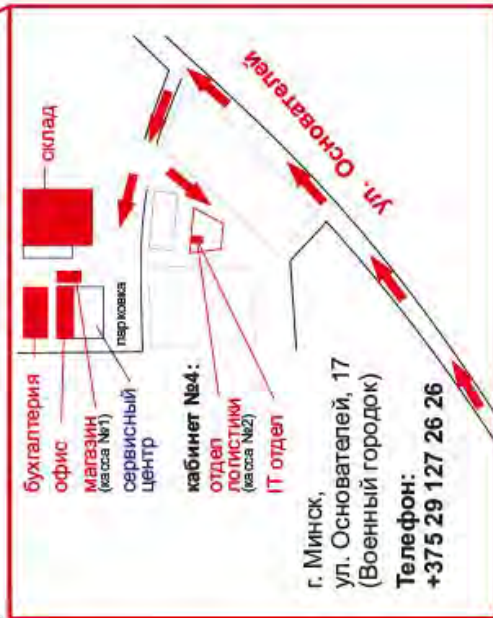 ул. Основателей
склад
бухгалтерия
офис
магазин
(касса №1)
сервисный
центр
парковка
кабинет №4:
отдел
логистики
(касса №2)
IT отдел
г. Минск,
ул. Основателей, 17
(Военный городок)
Телефон:
+375 29 127 26 26